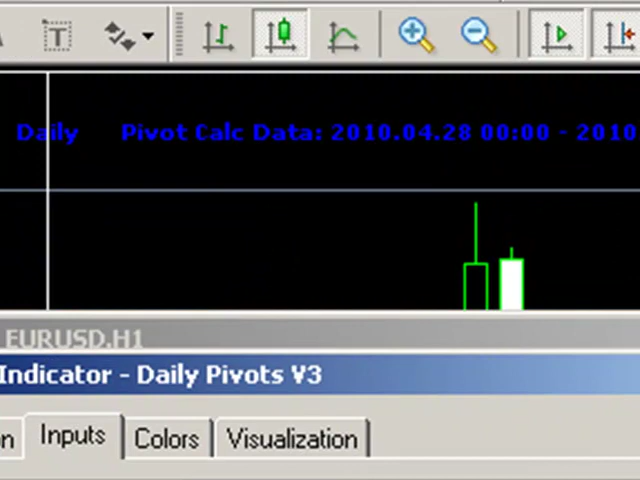 T
Daily Pivot Calc Data: 2010.04.28 00:00 - 2010
EURUSD.H1
Indicator - Daily Pivots V3
Inputs Colors Visualization